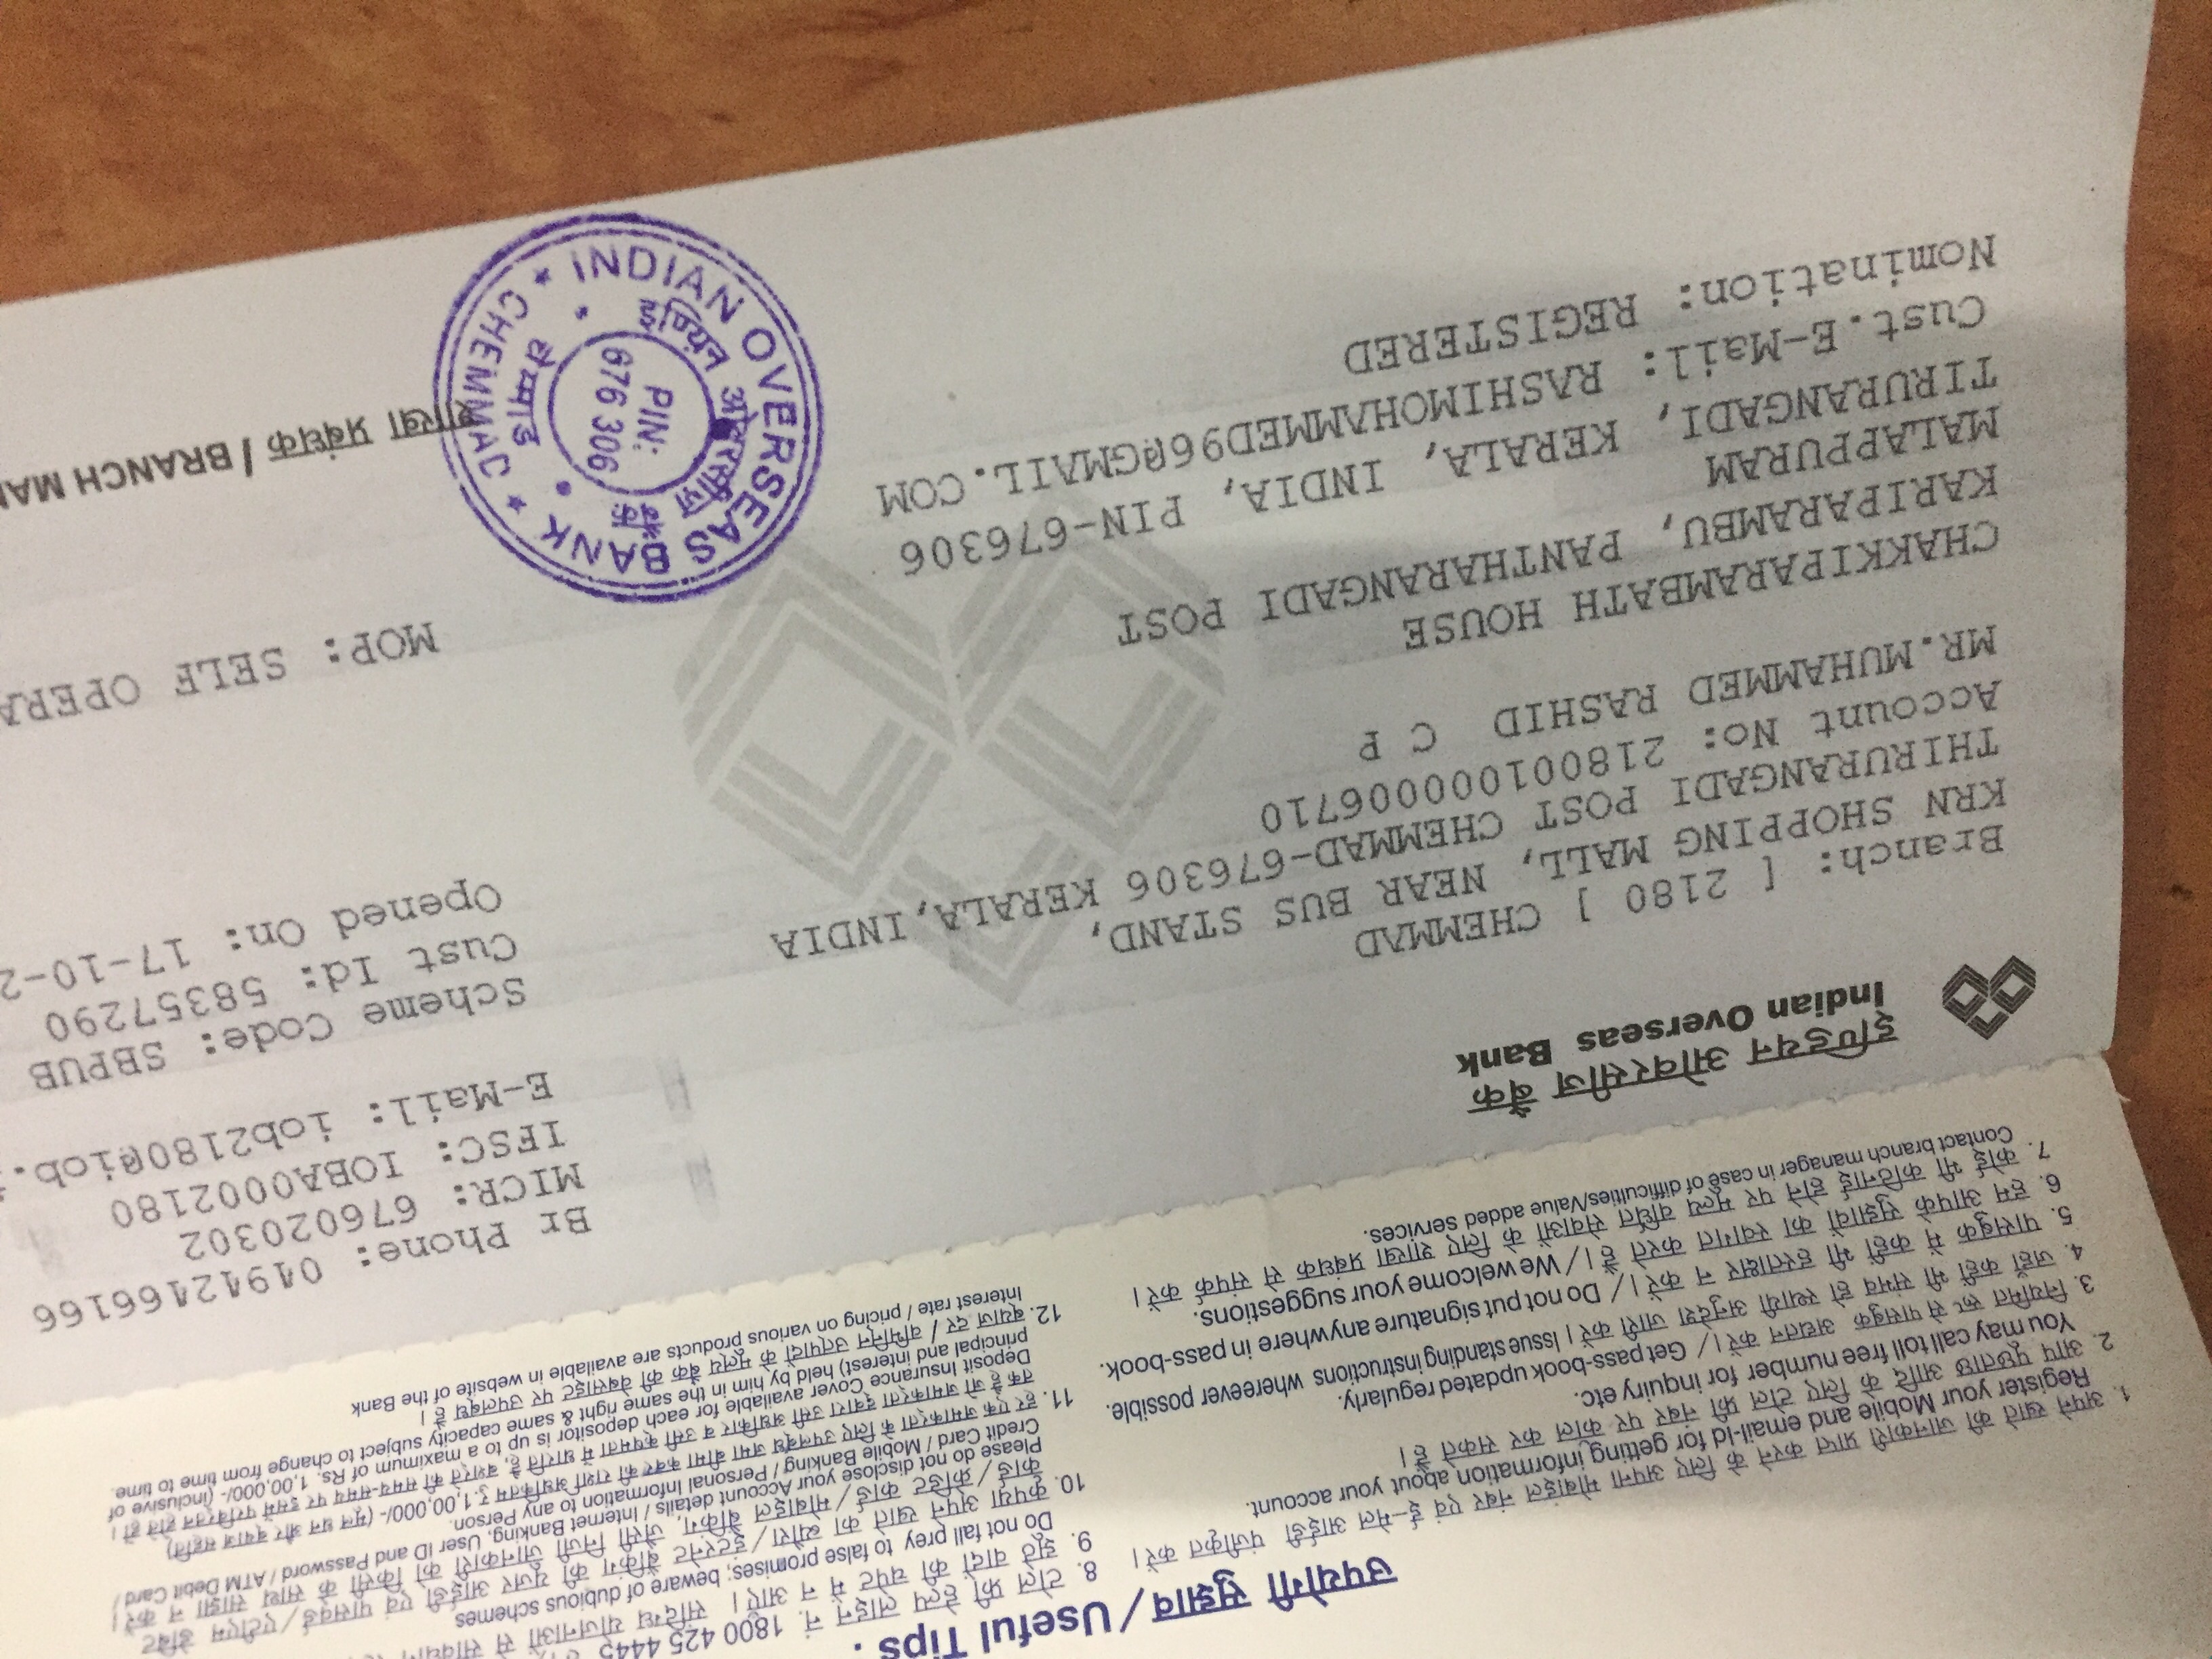 उपयोगी सुझाव / Useful Tips
1. अपने खाते की जानकारी प्राप्त करने के लिए अपना मोबाइल नंबर एवं ई–मेल आईडी पंजीकृत करें।
Register your Mobile and email-Id for getting information about your account.
2. आप पूछताछ आदि के लिए टोल फ्री नंबर पर कॉल कर सकते हैं।
You may call toll free number for inquiry etc.
3. नियमित रूप से पासबुक अद्यतन करें। / Get pass-book updated regularly.
4. जहाँ कहीं भी संभव हो स्थायी अनुदेश जारी करें। Issue standing instructions whereever possible.
5. पासबुक में कहीं भी हस्ताक्षर न करें। / Do not put signature anywhere in pass-book.
6. हम आपके सुझावों का स्वागत करते हैं। / We welcome your suggestions.
7. कोई भी कठिनाई होने पर मूल्य वर्धित सेवाओं के लिए शाखा प्रबंधक से संपर्क करें।
Contact branch manager in case of difficulties/Value added services.
8. टोल फ्री हेल्प लाइन नं. 1800 425 4445
9. झूठे वादों की चपेट में न आएं। संदिग्ध योजनाओं से सावधान
Do not fall prey to false promises; beware of dubious schemes
10. कृपया अपने खाते का ब्यौरा / इंटरनेट बैंकिंग की यूजर आईडी एवं पासवर्ड / एटीएम डेबिट
कार्ड / क्रेडिट कार्ड / मोबाइल बैंकिंग, जैसी निजी जानकारी को किसी के साथ साझा न करें।
Please do not disclose your Account details / Internet Banking, User ID and Password / ATM Debit Card /
Credit Card / Mobile Banking / Personal Information to any Person.
11. हर एक जमाकर्ता के लिए उपलब्ध जमा बीमा कवर की राशि अधिकतम रु.1,00,000/- (मूल धन और ब्याज सहित)
तक है जो जमाकर्ता द्वारा उसी अधिकार व उसी क्षमता में धारित है, बशर्ते की समय-समय पर इसमें परिवर्तन होते हो।
Deposit Insurance Cover available for each depositor is up to a maximum of Rs. 1,00,000/- (inclusive of
principal and interest) held by him in the same right & same capacity subject to change from time to time.
12. ब्याज दर / विभिन्न उत्पादों के मूल्य बैंक की वेबसाइट पर उपलब्ध है।
Interest rate / pricing on various products are available in website of the Bank
इण्डियन ओवरसीज बैंक
Indian Overseas Bank
Br Phone: 04942466166
MICR: 676020302
IFSC: IOBA0002180
E-Mail: iob2180@iob.
Branch: [ 2180 ] CHEMMAD
KRN SHOPPING MALL, NEAR BUS STAND,
THIRURANGADI POST CHEMMAD-676306 KERALA, INDIA
Account No: 218001000006710
MR.MUHAMMED RASHID C P
Scheme Code: SBPUB
Cust Id: 58357290
Opened On: 17-10-2
CHAKKIPARAMBATH HOUSE
KARIPARAMBU, PANTHARANGADI POST
MALAPPURAM
TIRURANGADI, KERALA, INDIA, PIN-676306
Cust.E-Mail: RASHIMOHAMMED96@GMAIL.COM
Nomination: REGISTERED
MOP: SELF OPERA
INDIAN OVERSEAS BANK ★ CHEMMAD ★
इण्डियन ओवरसीज बैंक चेम्माड
PIN:
676 306
शाखा प्रबंधक | BRANCH MA